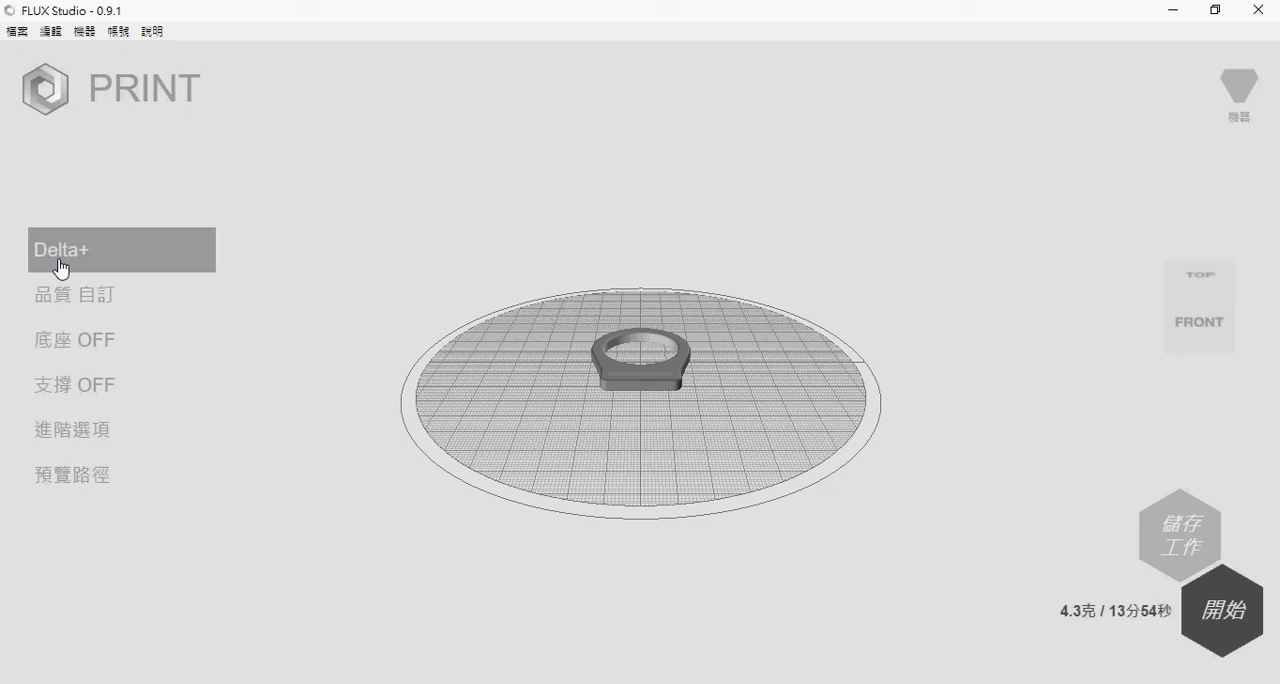 FLUX Studio - 0.9.1
檔案 編輯 機器 帳號 說明
PRINT
機器
Delta+
品質 自訂
底座 OFF
支撐 OFF
進階選項
預覽路徑
TOP
FRONT
儲存
工作
4.3克 / 13分54秒
開始